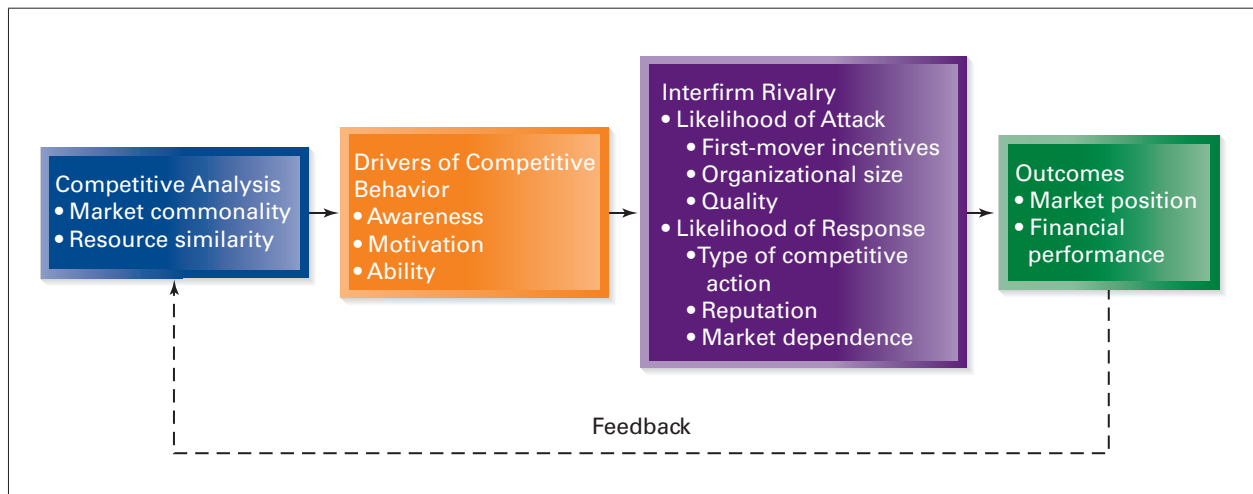 Competitive Analysis
• Market commonality
• Resource similarity
Drivers of Competitive
Behavior
• Awareness
• Motivation
• Ability
Interfirm Rivalry
• Likelihood of Attack
• First-mover incentives
• Organizational size
• Quality
• Likelihood of Response
•Type of competitive
action
• Reputation
• Market dependence
Outcomes
• Market position
• Financial
performance
Feedback